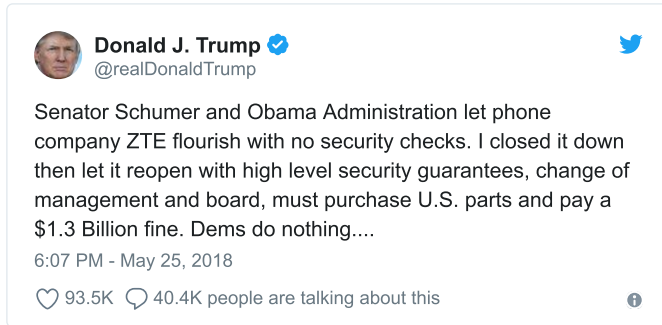 Donald J. Trump
@realDonaldTrump
Senator Schumer and Obama Administration let phone
company ZTE flourish with no security checks. I closed it down
then let it reopen with high level security guarantees, change of
management and board, must purchase U.S. parts and pay a
$1.3 Billion fine. Dems do nothing....
6:07 PM - May 25, 2018
93.5K 40.4K people are talking about this